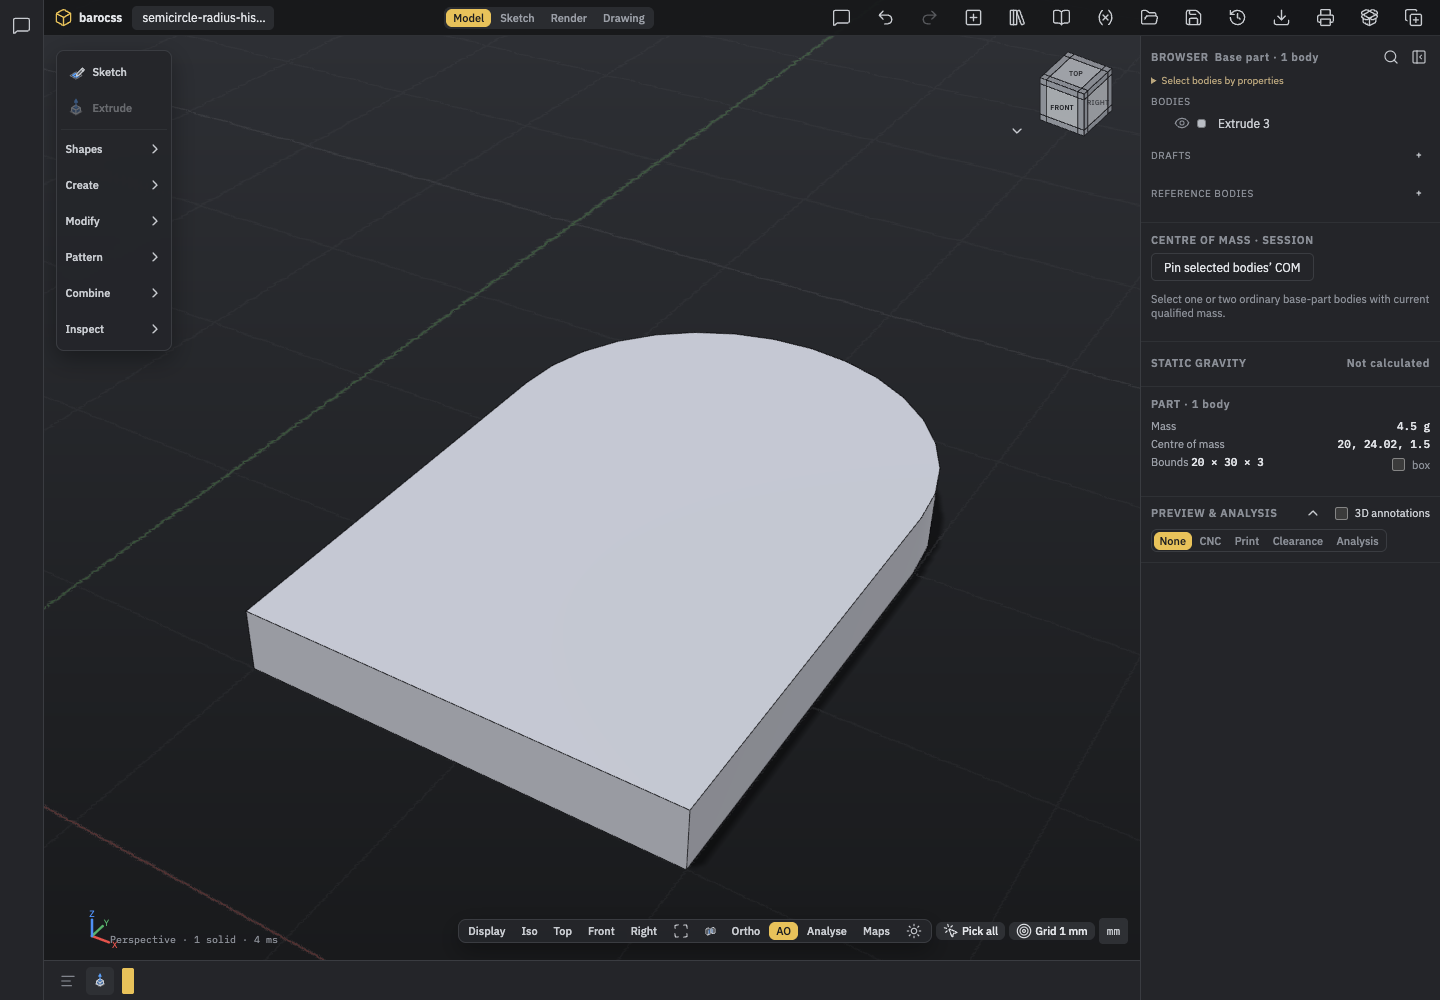 barocss
semicircle-radius-his...
Model
Sketch
Render
Drawing
Sketch
Extrude
Shapes
Create
Modify
Pattern
Combine
Inspect
TOP
FRONT
RIGHT
BROWSER Base part · 1 body
Select bodies by properties
BODIES
Extrude 3
DRAFTS +
REFERENCE BODIES +
CENTRE OF MASS · SESSION
Pin selected bodies’ COM
Select one or two ordinary base-part bodies with current
qualified mass.
STATIC GRAVITY Not calculated
PART · 1 body
Mass 4.5 g
Centre of mass 20, 24.02, 1.5
Bounds 20 × 30 × 3 box
PREVIEW & ANALYSIS 3D annotations
None CNC Print Clearance Analysis
Z
Y
X
Perspective · 1 solid · 4 ms
Display Iso Top Front Right Ortho AO Analyse Maps Pick all Grid 1 mm mm